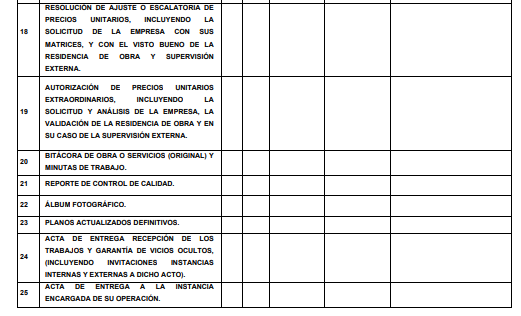 18 RESOLUCIÓN DE AJUSTE O ESCALATORIA DE
PRECIOS UNITARIOS, INCLUYENDO LA
SOLICITUD DE LA EMPRESA CON SUS
MATRICES, Y CON EL VISTO BUENO DE LA
RESIDENCIA DE OBRA Y SUPERVISIÓN
EXTERNA.
19 AUTORIZACIÓN DE PRECIOS UNITARIOS
EXTRAORDINARIOS, INCLUYENDO LA
SOLICITUD Y ANÁLISIS DE LA EMPRESA, LA
VALIDACIÓN DE LA RESIDENCIA DE OBRA Y EN
SU CASO DE LA SUPERVISIÓN EXTERNA.
20 BITÁCORA DE OBRA O SERVICIOS (ORIGINAL) Y
MINUTAS DE TRABAJO.
21 REPORTE DE CONTROL DE CALIDAD.
22 ÁLBUM FOTOGRÁFICO.
23 PLANOS ACTUALIZADOS DEFINITIVOS.
24 ACTA DE ENTREGA RECEPCIÓN DE LOS
TRABAJOS Y GARANTÍA DE VICIOS OCULTOS,
(INCLUYENDO INVITACIONES INSTANCIAS
INTERNAS Y EXTERNAS A DICHO ACTO).
25 ACTA DE ENTREGA A LA INSTANCIA
ENCARGADA DE SU OPERACIÓN.